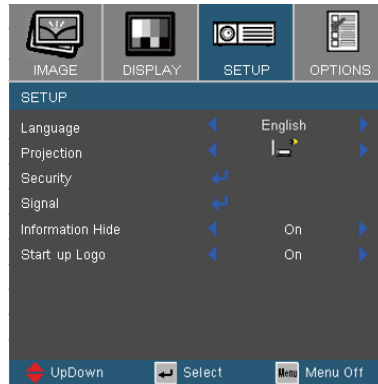 IMAGE DISPLAY SETUP OPTIONS
SETUP
Language English
Projection
Security
Signal
Information Hide On
Start up Logo On
UpDown Select Menu Menu Off